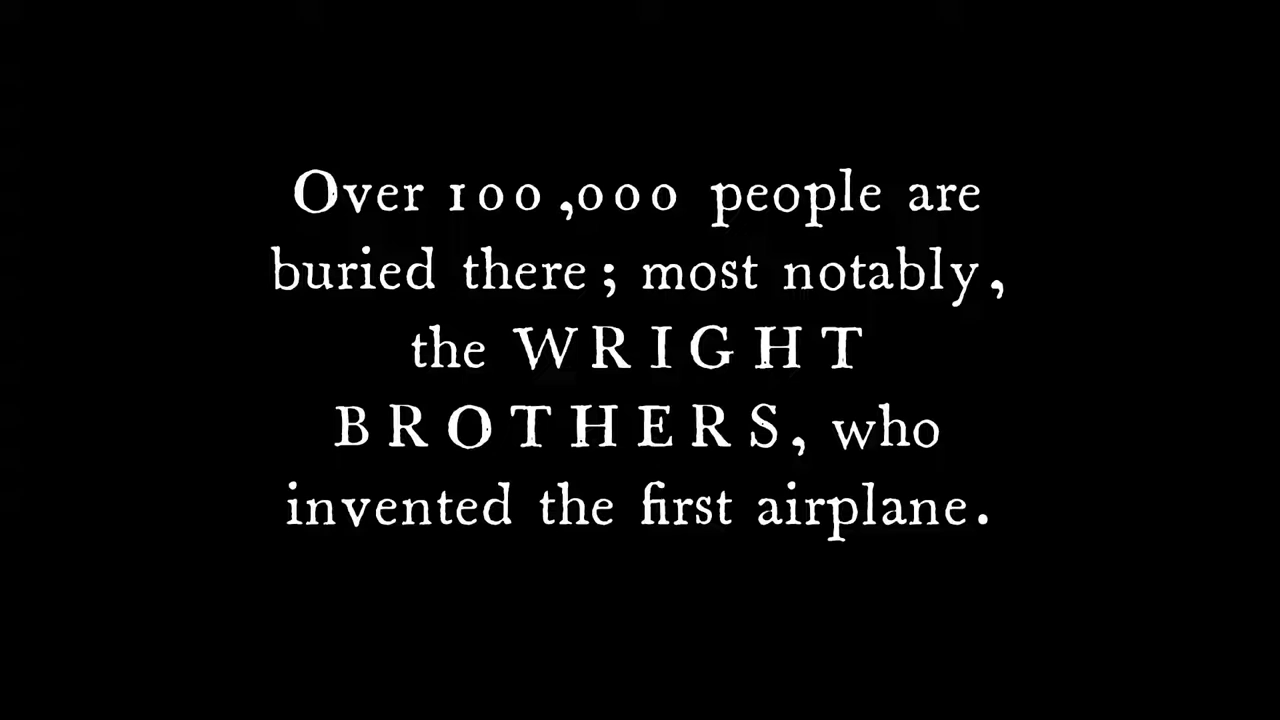 Over 100,000 people are
buried there; most notably,
the WRIGHT
BROTHERS, who
invented the first airplane.